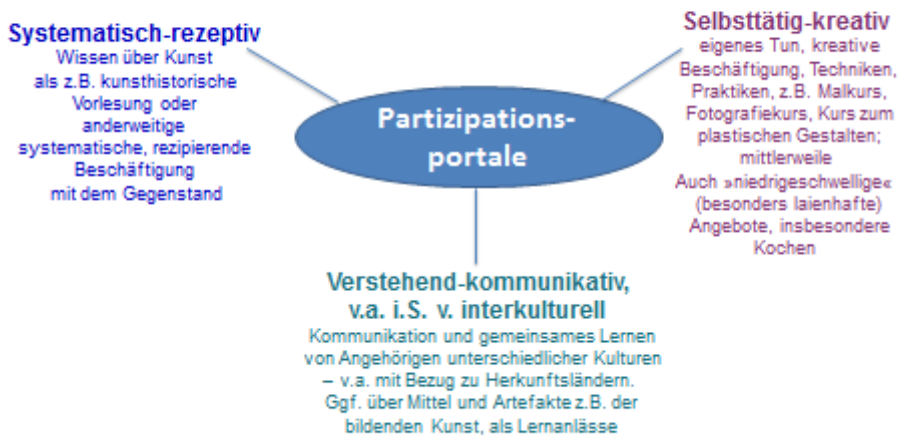 Systematisch-rezeptiv
Wissen über Kunst
als z.B. kunsthistorische
Vorlesung oder
anderweitige
systematische, rezipierende
Beschäftigung
mit dem Gegenstand
Partizipations-
portale
Selbsttätig-kreativ
eigenes Tun, kreative
Beschäftigung, Techniken,
Praktiken, z.B. Malkurs,
Fotografiekurs, Kurs zum
plastischen Gestalten;
mittlerweile
Auch »niedrigeschwellige«
(besonders laienhafte)
Angebote, insbesondere
Kochen
Verstehend-kommunikativ,
v.a. i.S. v. interkulturell
Kommunikation und gemeinsames Lernen
von Angehörigen unterschiedlicher Kulturen
– v.a. mit Bezug zu Herkunftsländern.
Ggf. über Mittel und Artefakte z.B. der
bildenden Kunst, als Lernanlässe